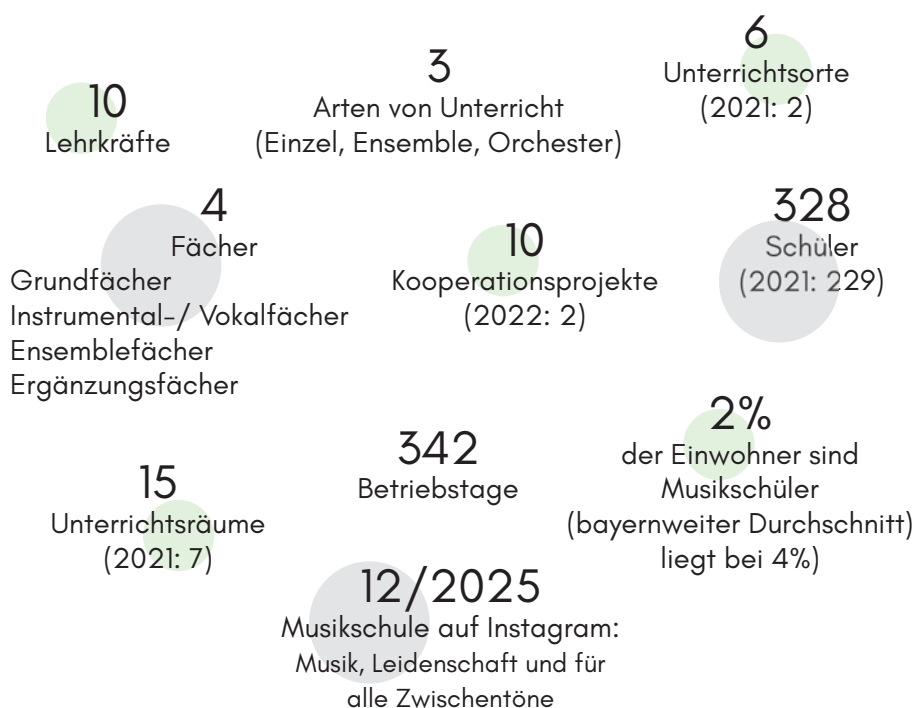 10
Lehrkräfte
3
Arten von Unterricht
(Einzel, Ensemble, Orchester)
6
Unterrichtsorte
(2021: 2)
4
Fächer
Grundfächer
Instrumental-/ Vokalfächer
Ensemblefächer
Ergänzungsfächer
10
Kooperationsprojekte
(2022: 2)
328
Schüler
(2021: 229)
15
Unterrichtsräume
(2021: 7)
342
Betriebstage
2%
der Einwohner sind
Musikschüler
(bayernweiter Durchschnitt)
liegt bei 4%)
12/2025
Musikschule auf Instagram:
Musik, Leidenschaft und für
alle Zwischentöne